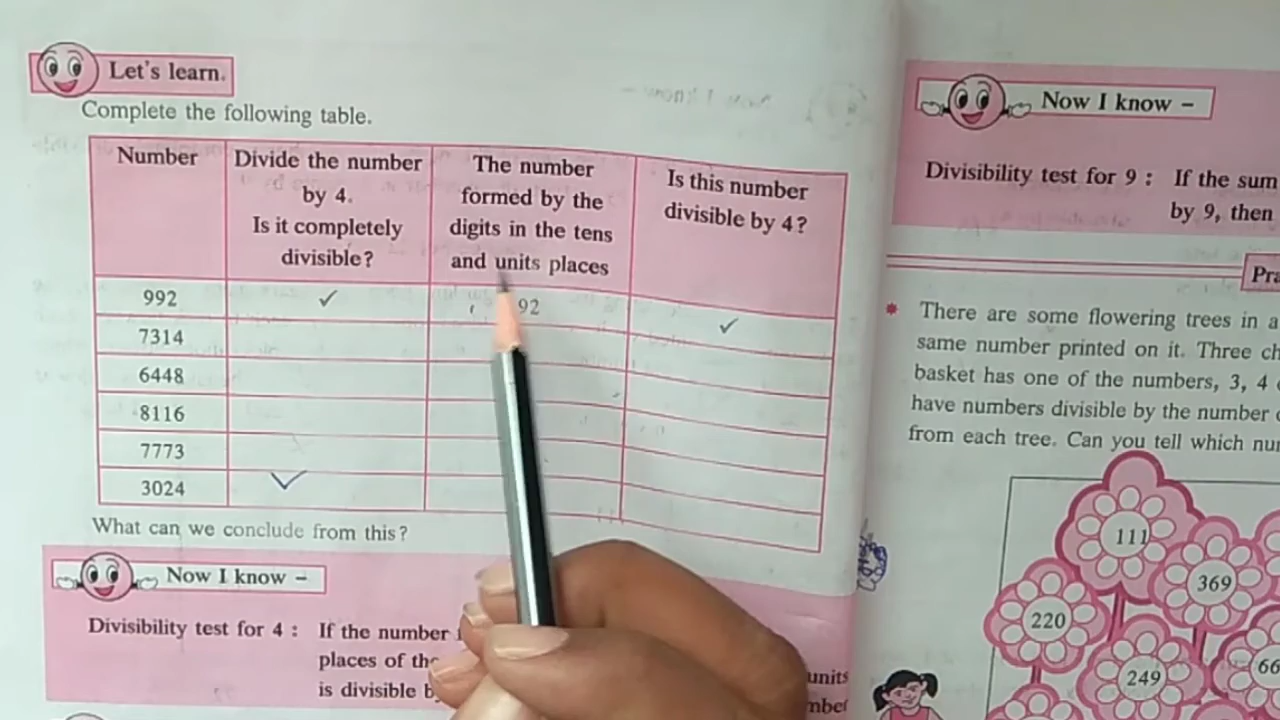 Let's learn.
Complete the following table.
Number
Divide the number
by 4.
Is it completely
divisible?
The number
formed by the
digits in the tens
and units places
Is this number
divisible by 4?
992 ✓ 92 ✓
7314
6448
8116
7773
3024 ✓
What can we conclude from this?
Now I know –
Divisibility test for 4 : If the number
places of the units
is divisible
Now I know –
Divisibility test for 9 : If the sum
by 9, then
* There are some flowering trees in a
same number printed on it. Three
basket has one of the numbers, 3, 4
have numbers divisible by the number
from each tree. Can you tell which
111
369
220
249